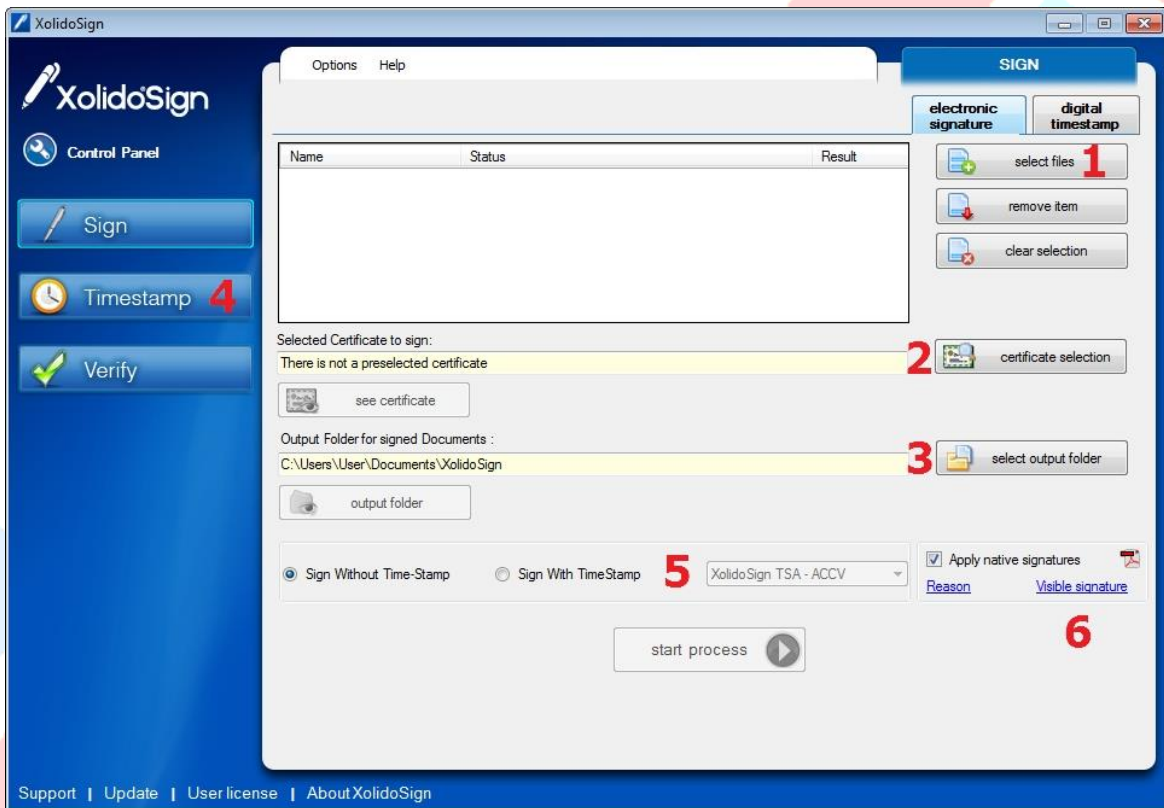 XolidoSign
XolidoSign
Control Panel
Sign
Timestamp 4
Verify
Options Help
SIGN
electronic signature
digital timestamp
Name Status Result
select files 1
remove item
clear selection
Selected Certificate to sign:
There is not a preselected certificate
2 certificate selection
see certificate
Output Folder for signed Documents :
C:\Users\User\Documents\XolidoSign
3 select output folder
output folder
Sign Without Time-Stamp Sign With TimeStamp 5 XolidoSign TSA - ACCV
Apply native signatures
Reason Visible signature
6
start process
Support | Update | User license | About XolidoSign